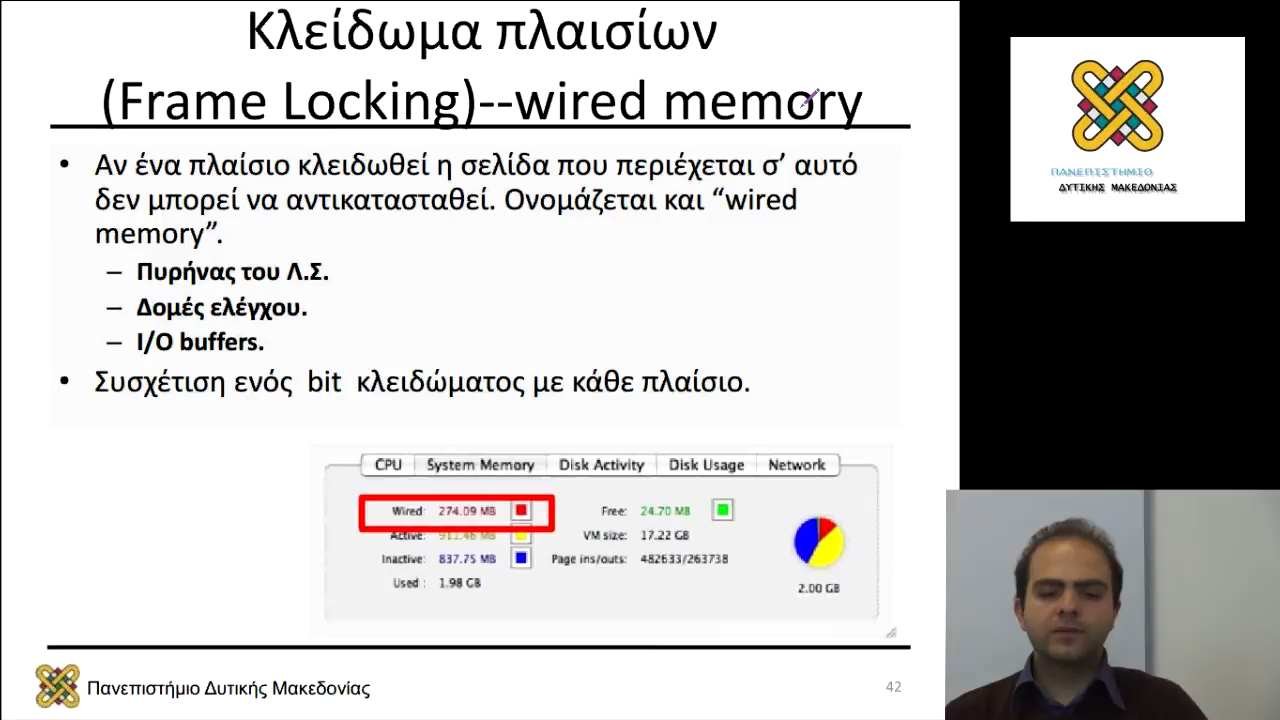 Κλείδωμα πλαισίων
(Frame Locking)--wired memory
• Αν ένα πλαίσιο κλειδωθεί η σελίδα που περιέχεται σ’ αυτό
δεν μπορεί να αντικατασταθεί. Ονομάζεται και “wired
memory”.
– Πυρήνας του Λ.Σ.
– Δομές ελέγχου.
– I/O buffers.
• Συσχέτιση ενός bit κλειδώματος με κάθε πλαίσιο.
CPU System Memory Disk Activity Disk Usage Network
Wired: 274.09 MB Free: 24.70 MB
Active: 911.46 MB VM size: 17.22 GB
Inactive: 837.75 MB Page ins/outs: 482633/263738
Used: 1.98 GB 2.00 GB
Πανεπιστήμιο Δυτικής Μακεδονίας
42
ΠΑΝΕΠΙΣΤΗΜΙΟ
ΔΥΤΙΚΗΣ ΜΑΚΕΔΟΝΙΑΣ